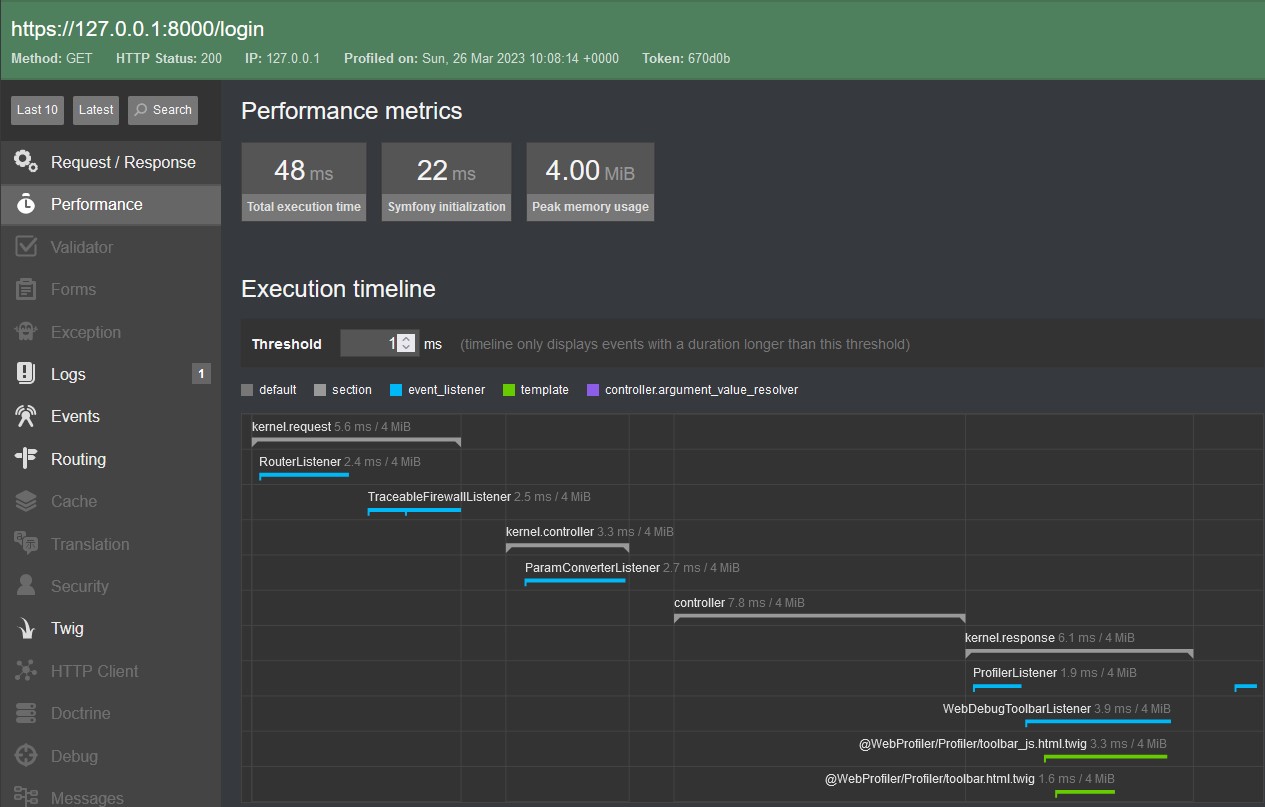 https://127.0.0.1:8000/login
Method: GET HTTP Status: 200 IP: 127.0.0.1 Profiled on: Sun, 26 Mar 2023 10:08:14 +0000 Token: 670d0b
Last 10 Latest Search
Request / Response
Performance
Validator
Forms
Exception
Logs 1
Events
Routing
Cache
Translation
Security
Twig
HTTP Client
Doctrine
Debug
Messages
Performance metrics
48 ms
Total execution time
22 ms
Symfony initialization
4.00 MiB
Peak memory usage
Execution timeline
Threshold 1 ms (timeline only displays events with a duration longer than this threshold)
default section event_listener template controller.argument_value_resolver
kernel.request 5.6 ms / 4 MiB
RouterListener 2.4 ms / 4 MiB
TraceableFirewallListener 2.5 ms / 4 MiB
kernel.controller 3.3 ms / 4 MiB
ParamConverterListener 2.7 ms / 4 MiB
controller 7.8 ms / 4 MiB
kernel.response 6.1 ms / 4 MiB
ProfilerListener 1.9 ms / 4 MiB
WebDebugToolbarListener 3.9 ms / 4 MiB
@WebProfiler/Profiler/toolbar_js.html.twig 3.3 ms / 4 MiB
@WebProfiler/Profiler/toolbar.html.twig 1.6 ms / 4 MiB